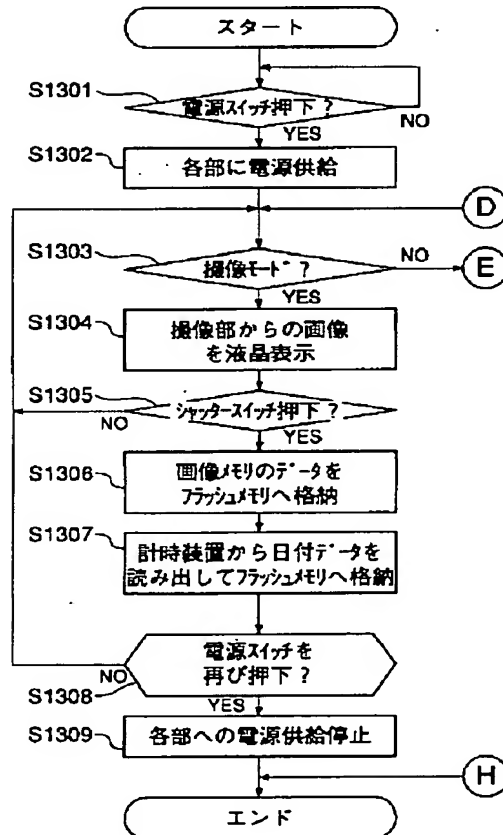 スタート
S1301
電源スイッチ押下？
NO
YES
S1302
各部に電源供給
D
S1303
撮像モード？
NO
E
YES
S1304
撮像部からの画像
を液晶表示
S1305
シャッタースイッチ押下？
NO
YES
S1306
画像メモリのデータを
フラッシュメモリへ格納
S1307
計時装置から日付データを
読み出してフラッシュメモリへ格納
電源スイッチを
再び押下？
NO
S1308
YES
S1309
各部への電源供給停止
H
エンド